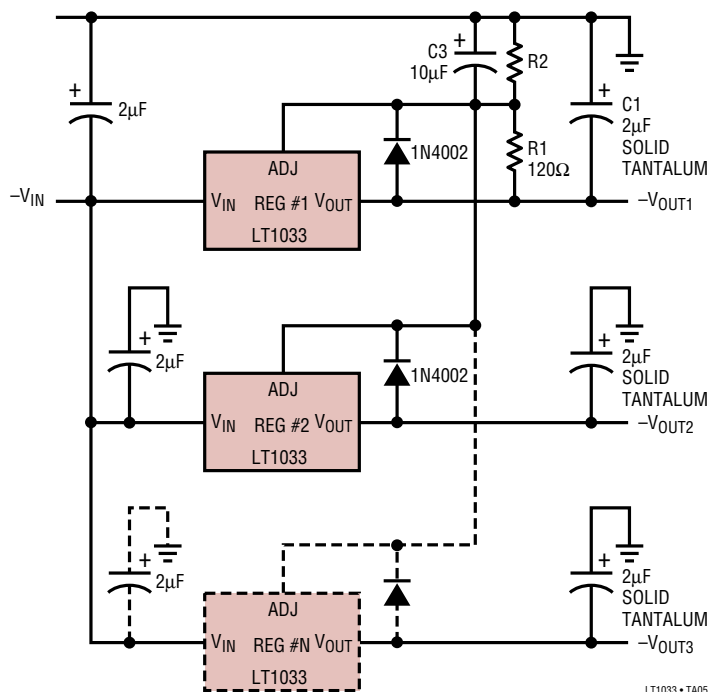 C3
10µF
R2
+
+
2µF
+
C1
2µF
SOLID
TANTALUM
1N4002
R1
120Ω
ADJ
–VIN
VIN
REG #1
VOUT
LT1033
–VOUT1
+
2µF
1N4002
+
2µF
SOLID
TANTALUM
ADJ
VIN
REG #2
VOUT
LT1033
–VOUT2
+
2µF
+
2µF
SOLID
TANTALUM
ADJ
VIN
REG #N
VOUT
LT1033
–VOUT3
LT1033 • TA05